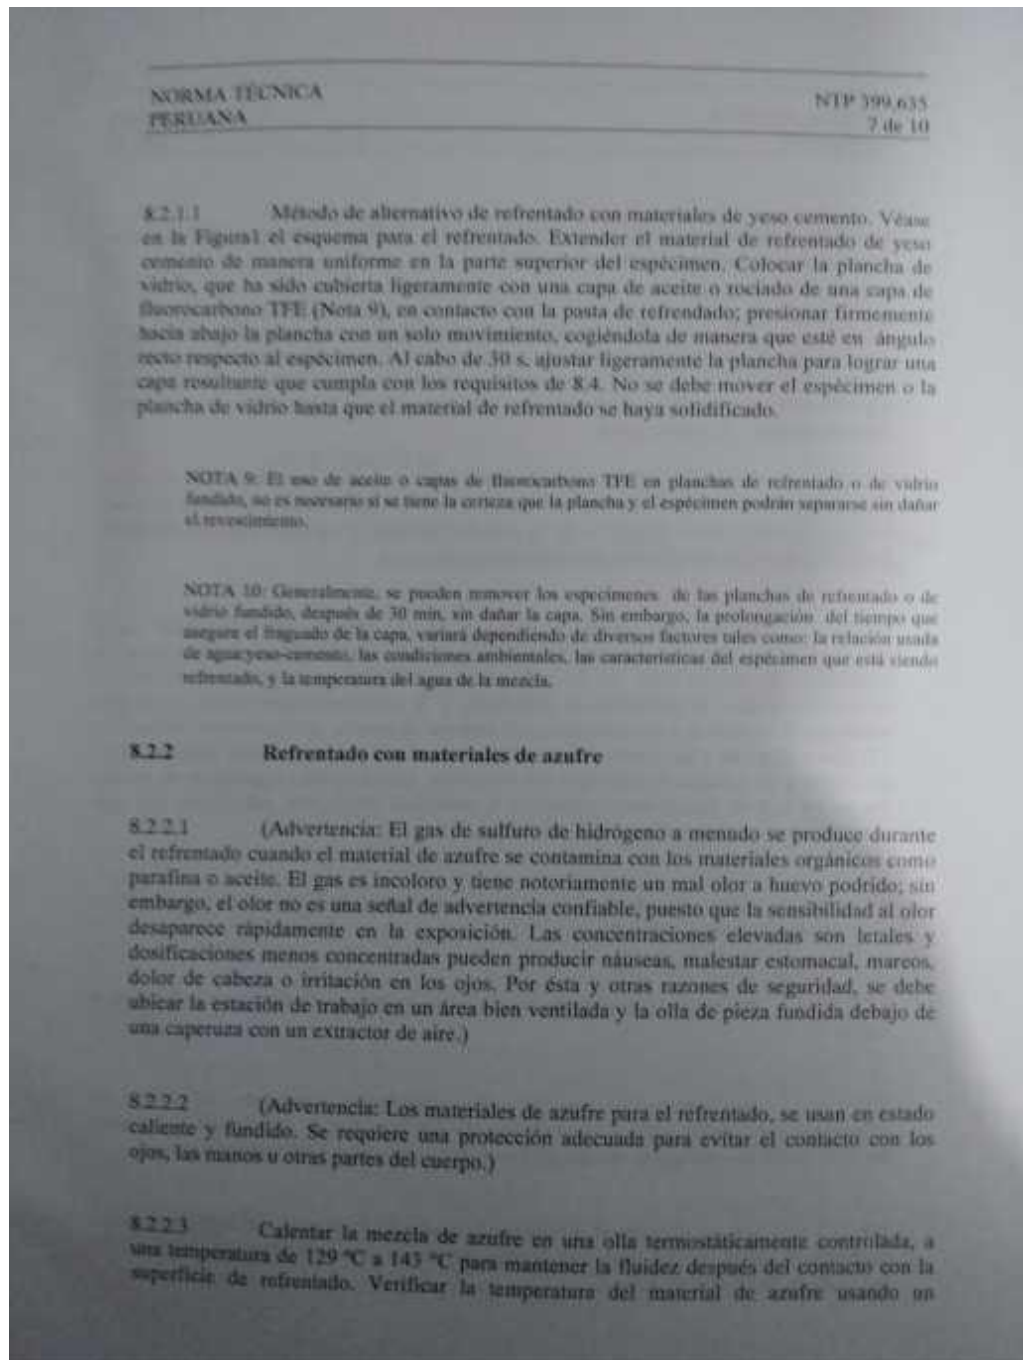 NORMA TÉCNICA
PERUANA
NTP 399.635
7 de 10
8.2.1.1 Método de alternativo de refrentado con materiales de yeso cemento. Véase
en la Figura1 el esquema para el refrentado. Extender el material de refrentado de yeso
cemento de manera uniforme en la parte superior del espécimen. Colocar la plancha de
vidrio, que ha sido cubierta ligeramente con una capa de aceite o rociado de una capa de
fluorocarbono TFE (Nota 9), en contacto con la pasta de refrendado; presionar firmemente
hacia abajo la plancha con un solo movimiento, cogiéndola de manera que esté en ángulo
recto respecto al espécimen. Al cabo de 30 s, ajustar ligeramente la plancha para lograr una
capa resultante que cumpla con los requisitos de 8.4. No se debe mover el espécimen o la
plancha de vidrio hasta que el material de refrentado se haya solidificado.
NOTA 9: El uso de aceite o capas de fluorocarbono TFE en planchas de refrentado o de vidrio
fundido, no es necesario si se tiene la certeza que la plancha y el espécimen podrán separarse sin dañar
el revestimiento.
NOTA 10: Generalmente, se pueden remover los especímenes de las planchas de refrentado o de
vidrio fundido, después de 30 min, sin dañar la capa. Sin embargo, la prolongación del tiempo que
asegura el fraguado de la capa, variará dependiendo de diversos factores tales como: la relación usada
de agua:yeso-cemento, las condiciones ambientales, las características del espécimen que está siendo
refrentado, y la temperatura del agua de la mezcla.
8.2.2 Refrentado con materiales de azufre
8.2.2.1 (Advertencia: El gas de sulfuro de hidrógeno a menudo se produce durante
el refrentado cuando el material de azufre se contamina con los materiales orgánicos como
parafina o aceite. El gas es incoloro y tiene notoriamente un mal olor a huevo podrido; sin
embargo, el olor no es una señal de advertencia confiable, puesto que la sensibilidad al olor
desaparece rápidamente en la exposición. Las concentraciones elevadas son letales y
dosificaciones menos concentradas pueden producir náuseas, malestar estomacal, mareos,
dolor de cabeza o irritación en los ojos. Por ésta y otras razones de seguridad, se debe
ubicar la estación de trabajo en un área bien ventilada y la olla de pieza fundida debajo de
una caperuza con un extractor de aire.)
8.2.2.2 (Advertencia: Los materiales de azufre para el refrentado, se usan en estado
caliente y fundido. Se requiere una protección adecuada para evitar el contacto con los
ojos, las manos u otras partes del cuerpo.)
8.2.2.3 Calentar la mezcla de azufre en una olla termostáticamente controlada, a
una temperatura de 129 ºC a 143 ºC para mantener la fluidez después del contacto con la
superficie de refrentado. Verificar la temperatura del material de azufre usando un